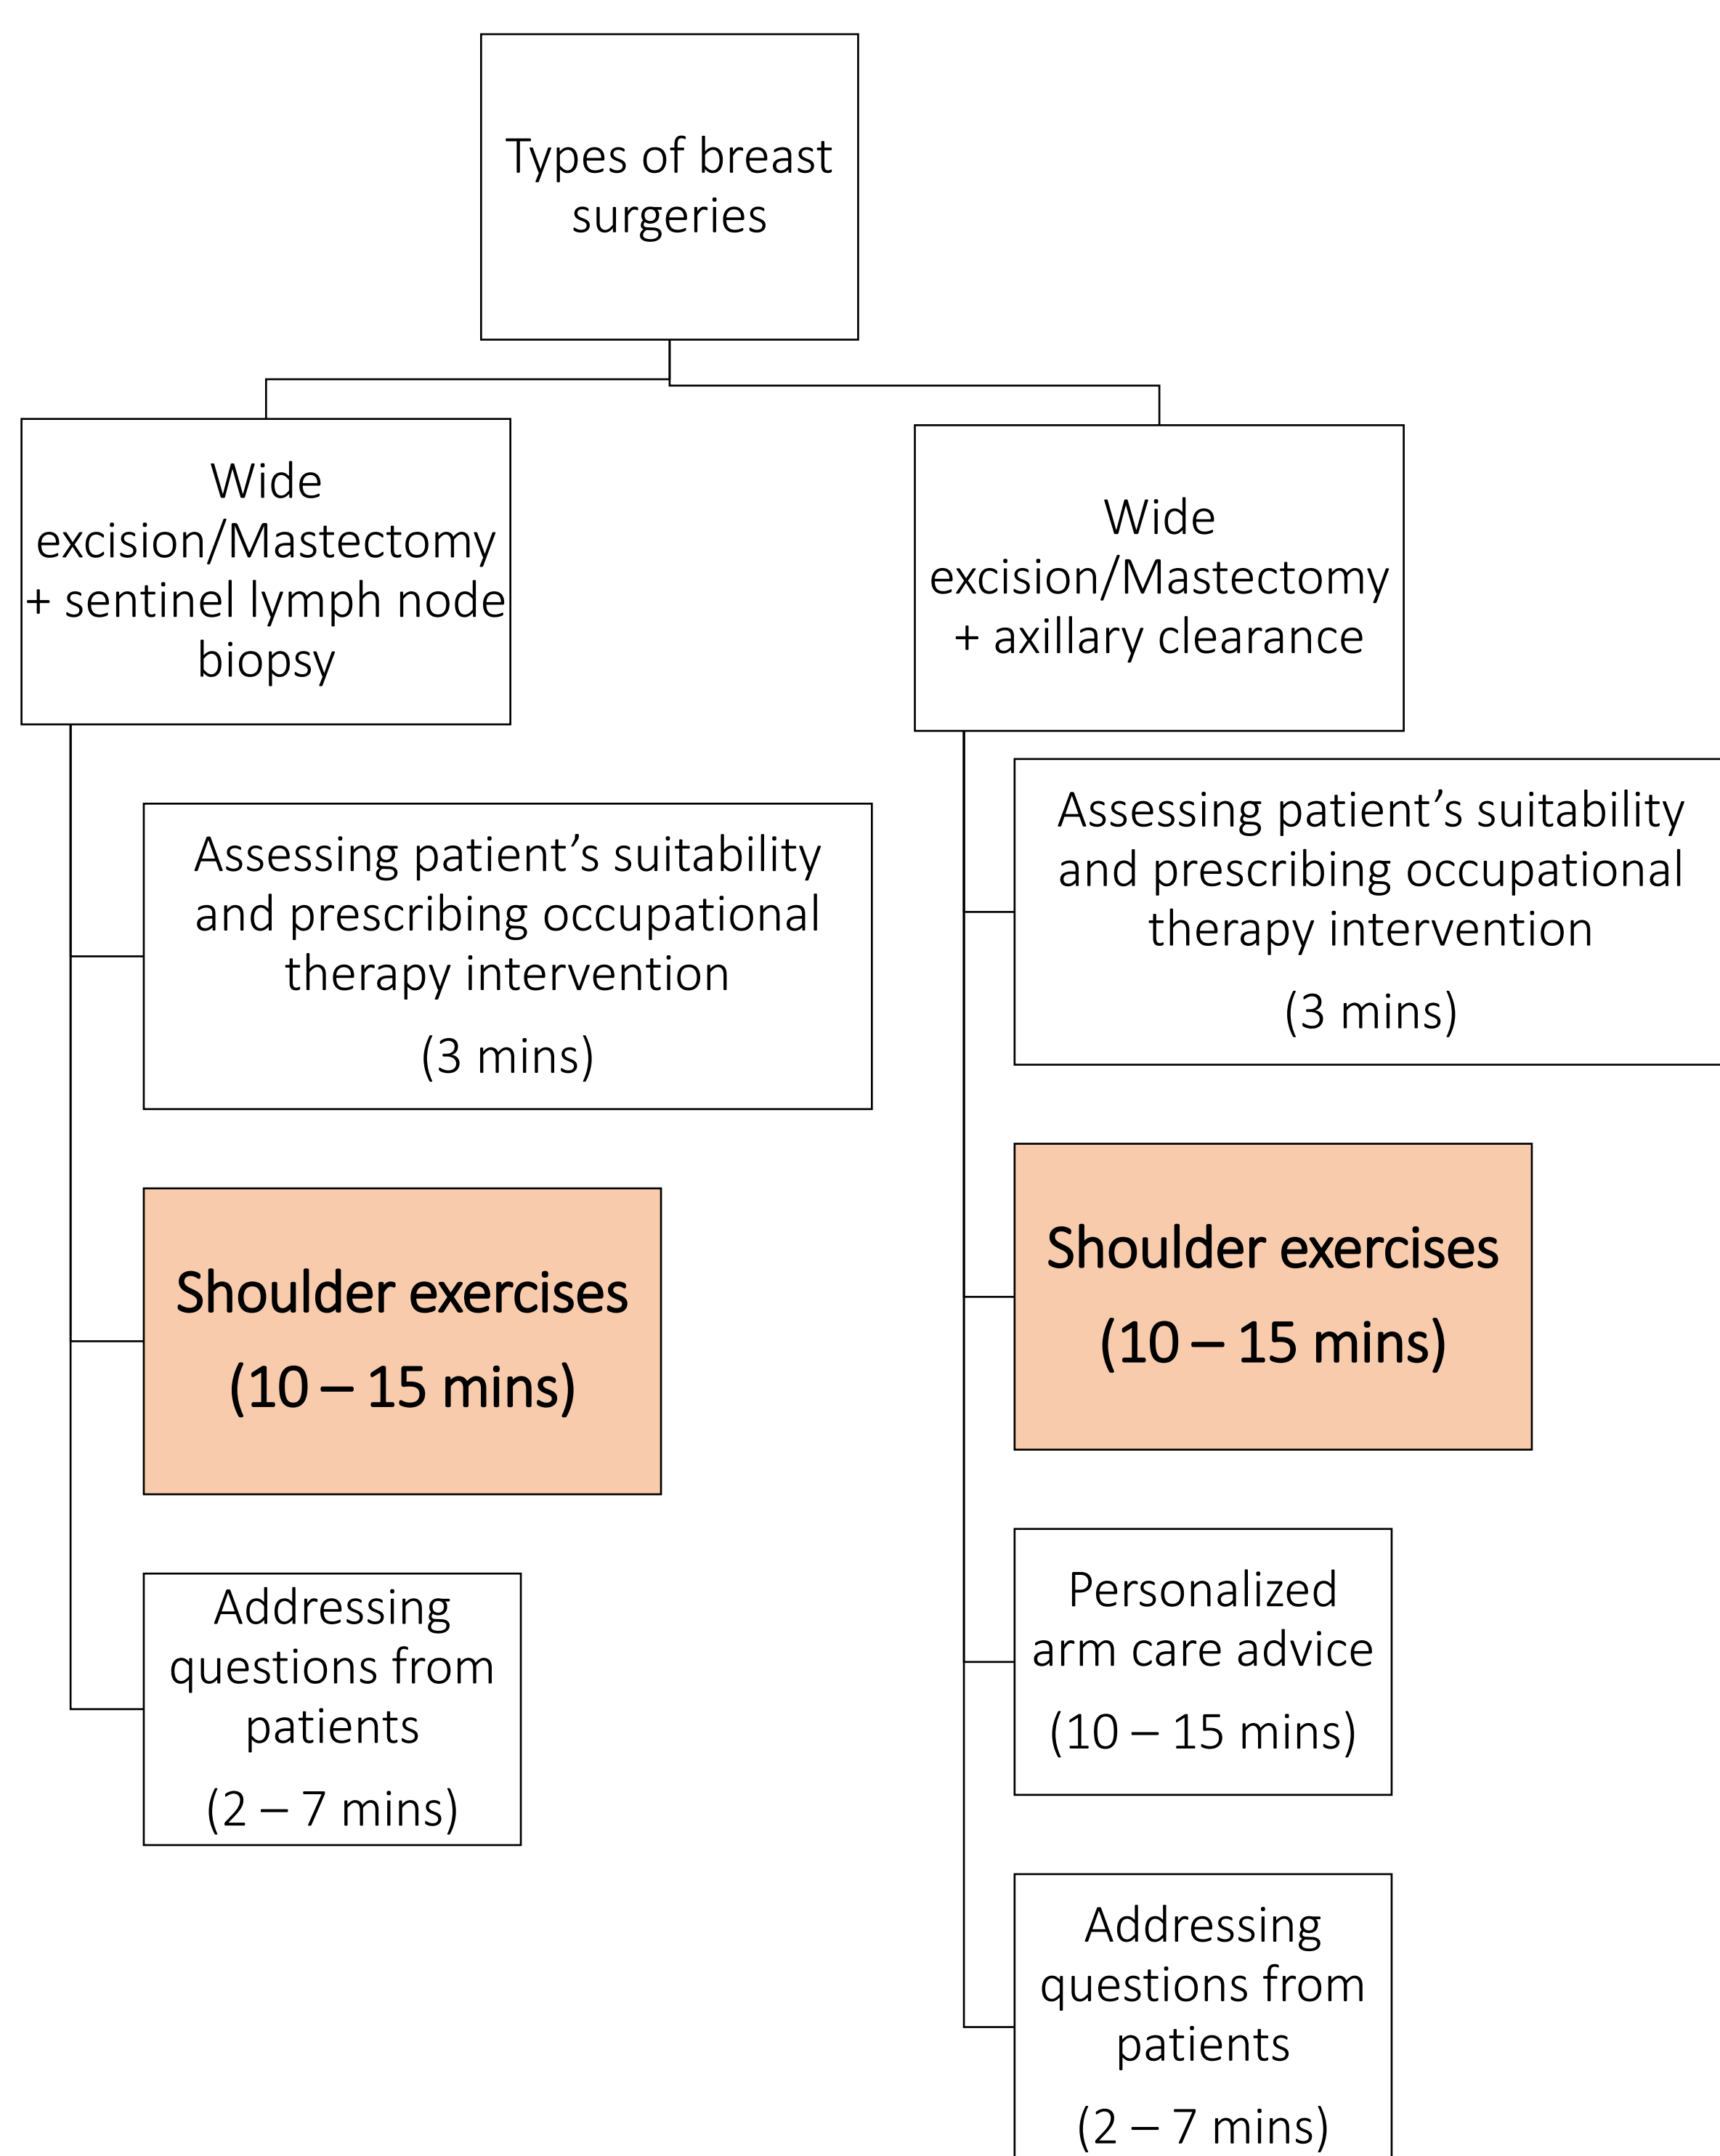 Types of breast
surgeries
Wide
excision/Mastectomy
+ sentinel lymph node
biopsy
Assessing patient’s suitability
and prescribing occupational
therapy intervention
(3 mins)
Shoulder exercises
(10 – 15 mins)
Addressing
questions from
patients
(2 – 7 mins)
Wide
excision/Mastectomy
+ axillary clearance
Assessing patient’s suitability
and prescribing occupational
therapy intervention
(3 mins)
Shoulder exercises
(10 – 15 mins)
Personalized
arm care advice
(10 – 15 mins)
Addressing
questions from
patients
(2 – 7 mins)